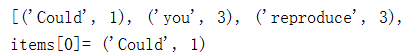 [('Could', 1), ('you', 3), ('reproduce', 3),
items[0]= ('Could', 1)